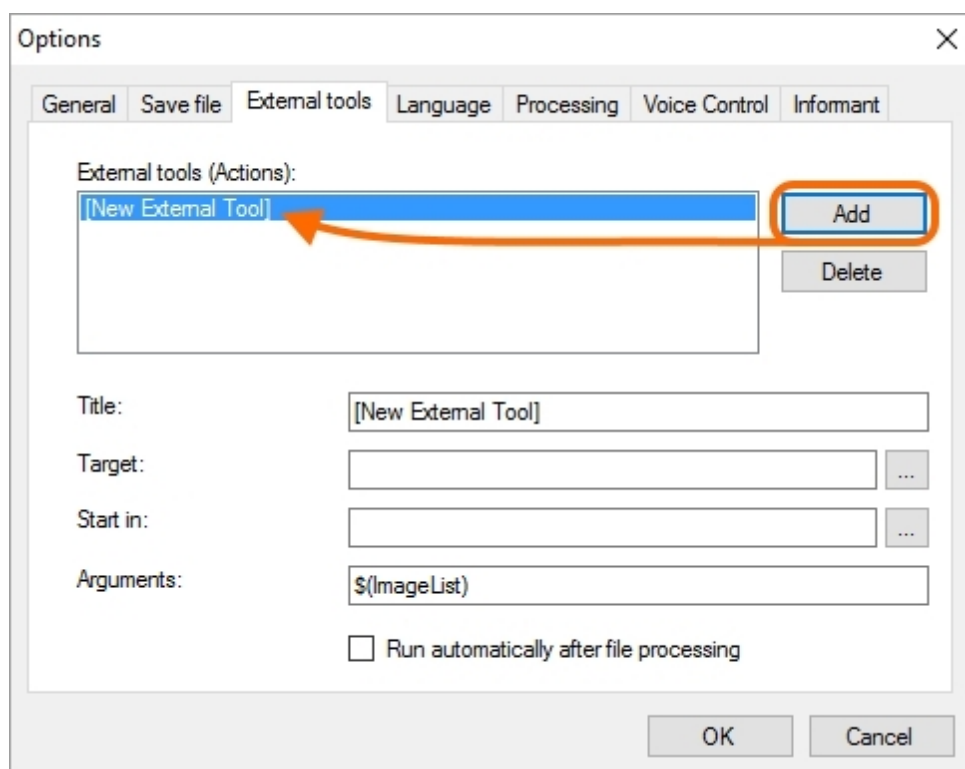 Options
General Save file External tools Language Processing Voice Control Informant
External tools (Actions):
[New External Tool]
Add
Delete
Title:
[New External Tool]
Target:
...
Start in:
...
Arguments:
$(ImageList)
Run automatically after file processing
OK
Cancel